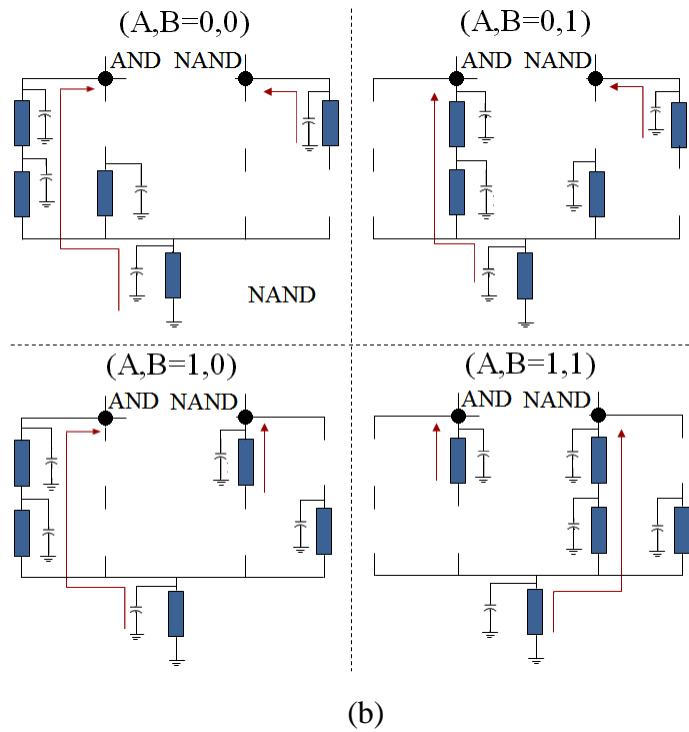 (A,B=0,0)
AND NAND
NAND
(A,B=0,1)
AND NAND
(A,B=1,0)
AND NAND
(A,B=1,1)
AND NAND
(b)